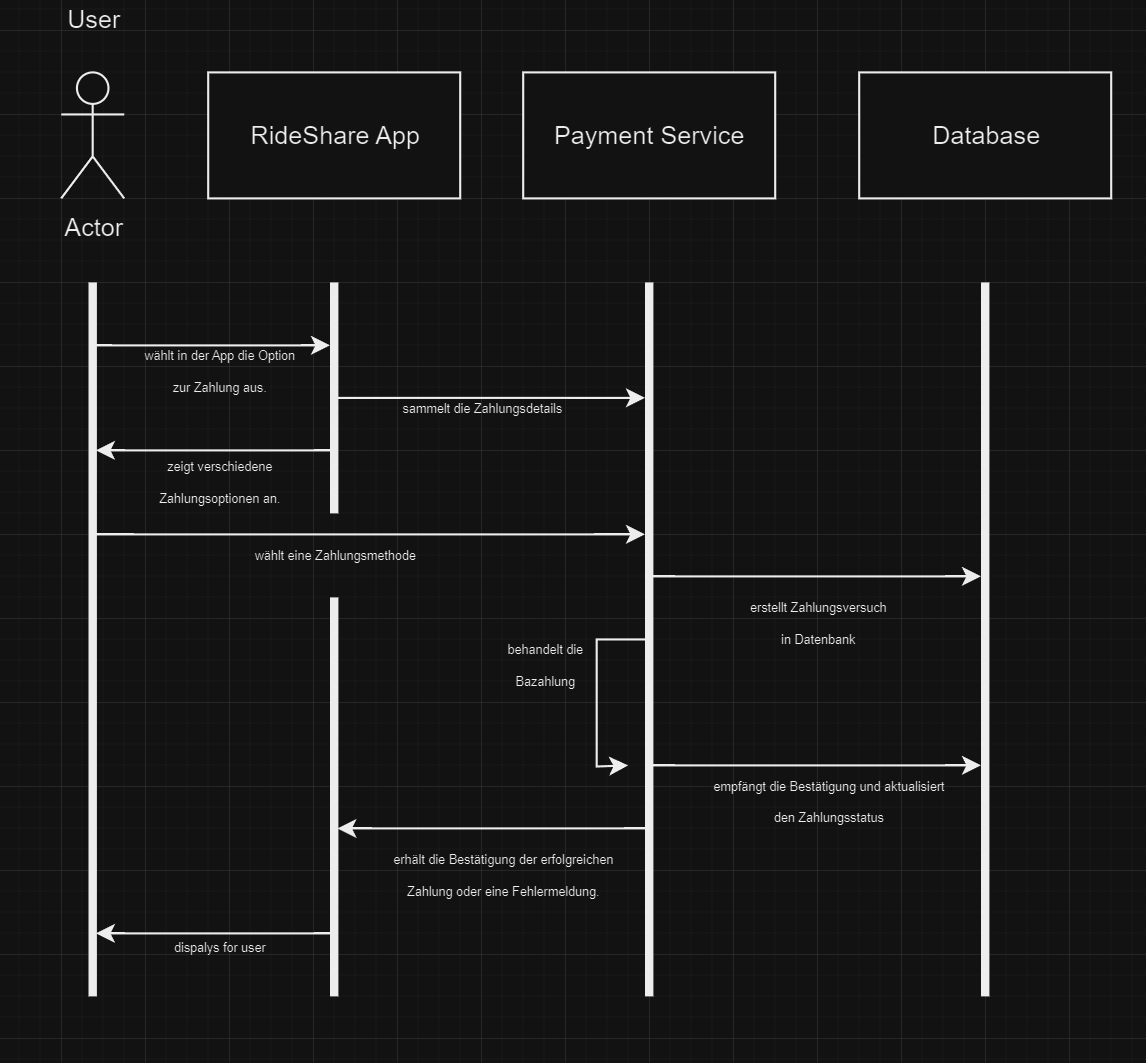 User
RideShare App
Payment Service
Database
Actor
wählt in der App die Option
zur Zahlung aus.
sammelt die Zahlungsdetails
zeigt verschiedene
Zahlungsoptionen an.
wählt eine Zahlungsmethode
erstellt Zahlungsversuch
in Datenbank
behandelt die
Bazahlung
empfängt die Bestätigung und aktualisiert
den Zahlungsstatus
erhält die Bestätigung der erfolgreichen
Zahlung oder eine Fehlermeldung.
dispalys for user